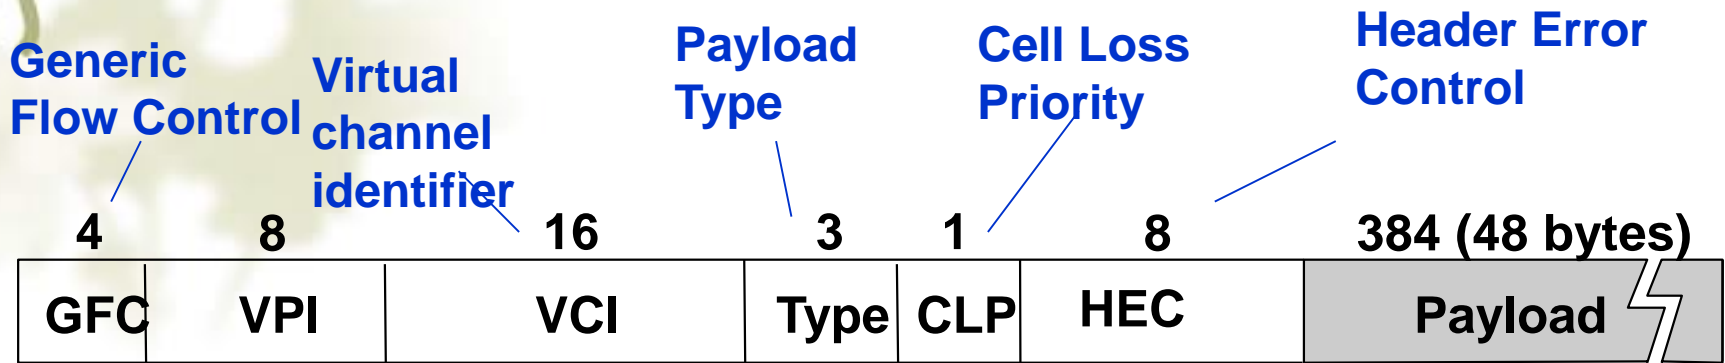 Generic
Flow Control
Virtual
channel
identifier
Payload
Type
Cell Loss
Priority
Header Error
Control
4 8 16 3 1 8 384 (48 bytes)
GFC VPI VCI Type CLP HEC Payload